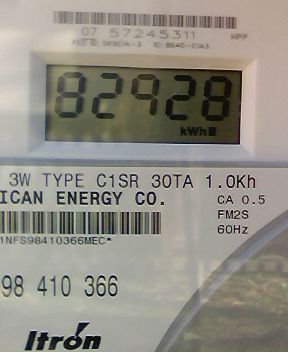 07 57245311 HPP
82928
kWh
3W TYPE C1SR 30TA 1.0Kh
ICAN ENERGY CO. CA 0.5
FM2S
1NFS98410366MEC* 60Hz
98 410 366
Itron